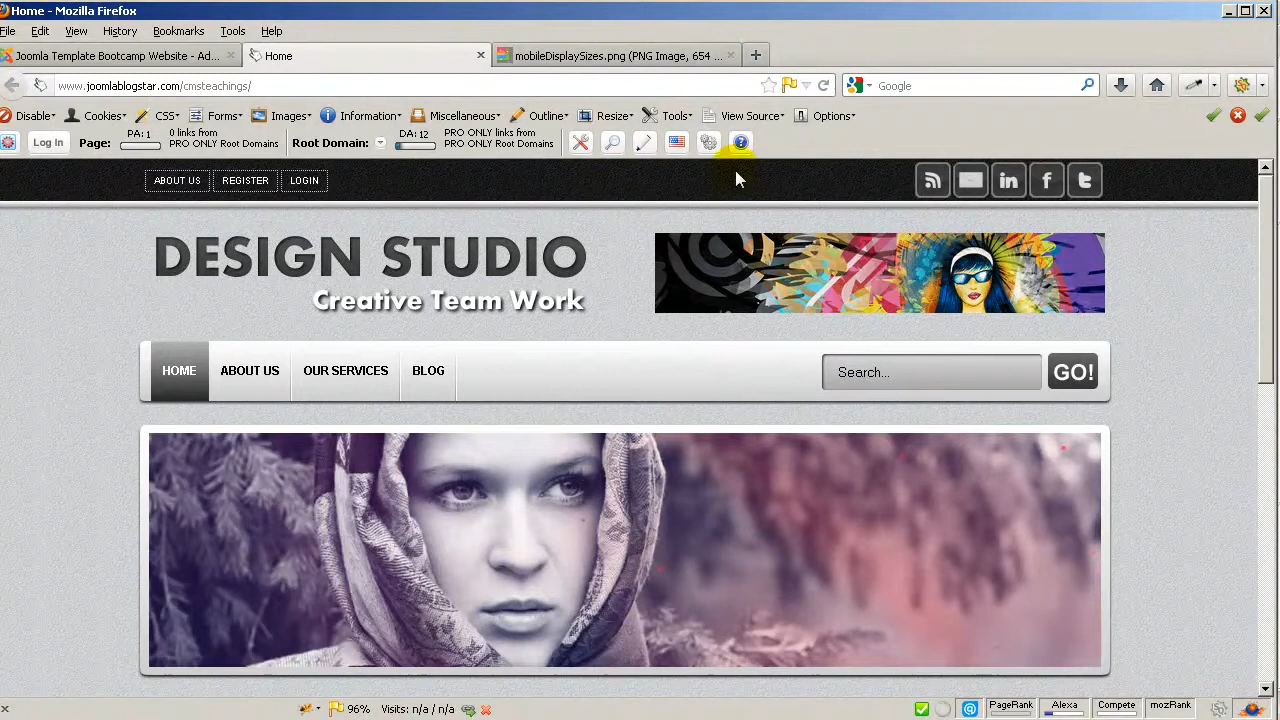 Home - Mozilla Firefox
File Edit View History Bookmarks Tools Help
Joomla Template Bootcamp Website - Ad...
Home
mobileDisplaySizes.png (PNG Image, 654 ...
www.joomlablogstar.com/cmsteachings/
Google
Disable Cookies CSS Forms Images Information Miscellaneous Outline Resize Tools View Source Options
Log In Page: PA: 1 0 links from PRO ONLY Root Domains Root Domain: DA: 12 PRO ONLY links from PRO ONLY Root Domains
ABOUT US REGISTER LOGIN
DESIGN STUDIO
Creative Team Work
HOME ABOUT US OUR SERVICES BLOG Search... GO!
96% Visits: n/a / n/a PageRank Alexa Compete mozRank